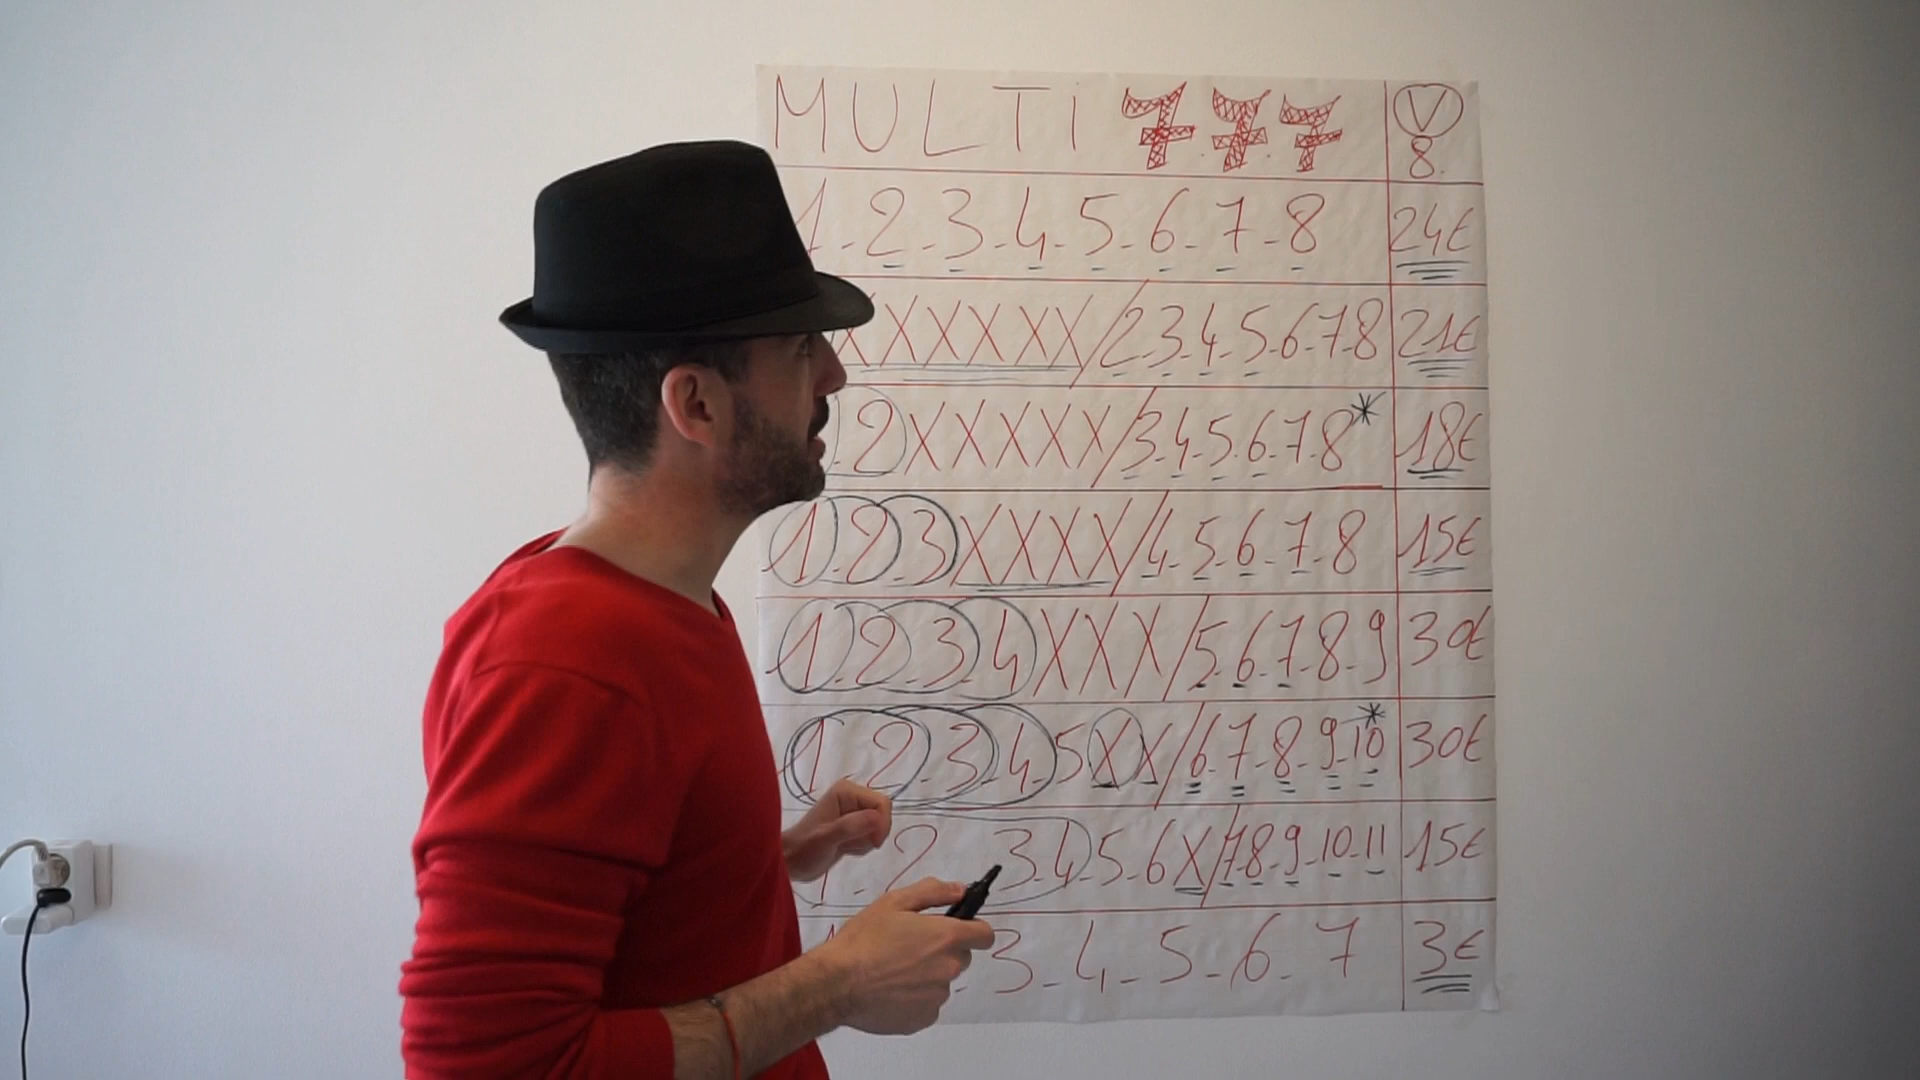 MULTi 777 V 8.
1-2-3-4-5-6-7-8 24€
XXXXXX/2-3-4-5-6-7-8 21€
2XXXXX/3-4-5-6-7-8* 18€
1-2-3XXXX/4-5-6-7-8 15€
1-2-3-4XXX/5-6-7-8-9 30€
1-2-3-4-5XX/6-7-8-9-10* 30€
1-2-3-4-5-6X/7-8-9-10-11 15€
3-4-5-6-7 3€